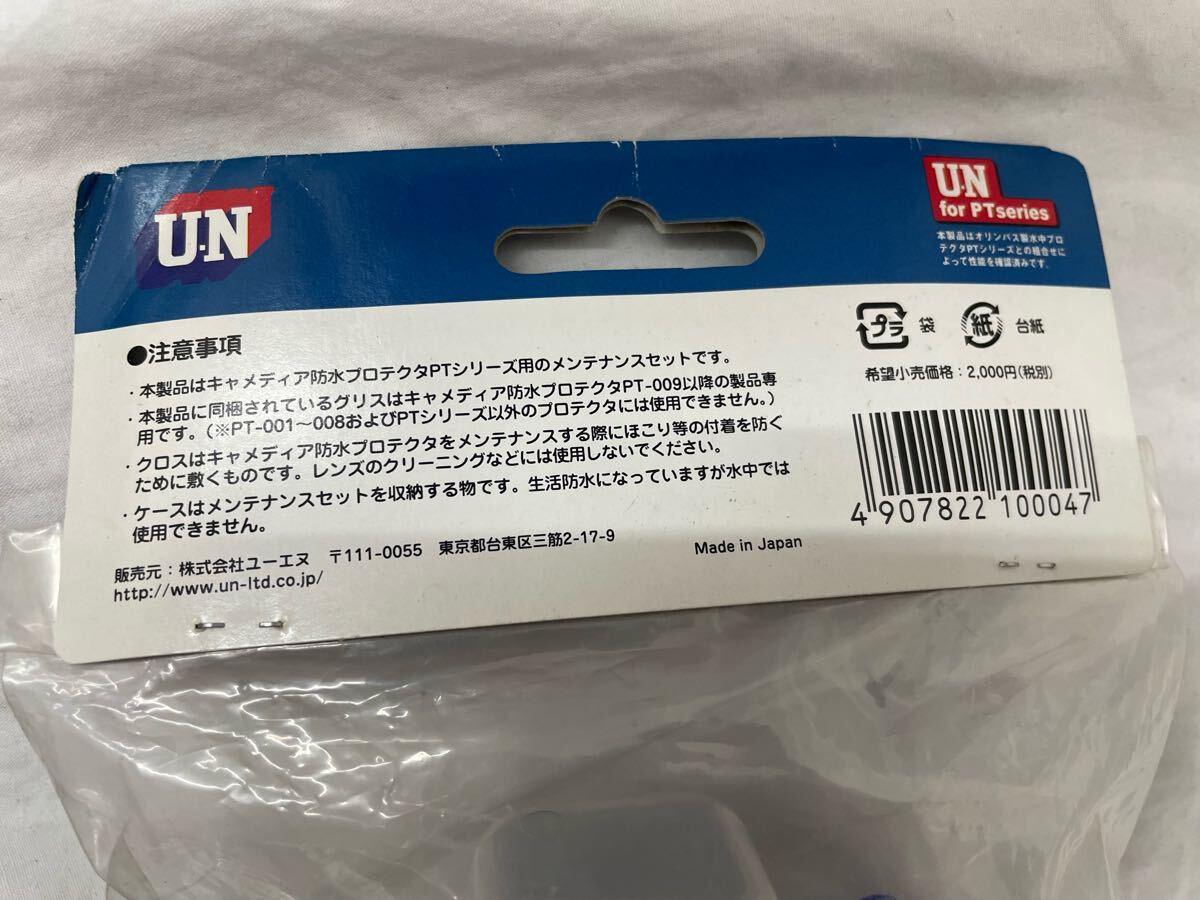 U.N
U.N
for PTseries
本製品はオリンパス製水中プロ
テクタPTシリーズとの組合せに
よって性能を確認済みです。
●注意事項
・本製品はキャメディア防水プロテクタPTシリーズ用のメンテナンスセットです。
・本製品に同梱されているグリスはキャメディア防水プロテクタPT-009以降の製品専
用です。(※PT-001～008およびPTシリーズ以外のプロテクタには使用できません。)
・クロスはキャメディア防水プロテクタをメンテナンスする際にほこり等の付着を防ぐ
ために敷くものです。レンズのクリーニングなどには使用しないでください。
・ケースはメンテナンスセットを収納する物です。生活防水になっていますが水中では
使用できません。
販売元：株式会社ユーエヌ 〒111-0055 東京都台東区三筋2-17-9
http://www.un-ltd.co.jp/
Made in Japan
プラ 袋 紙 台紙
希望小売価格：2,000円(税別)
4 907822 100047